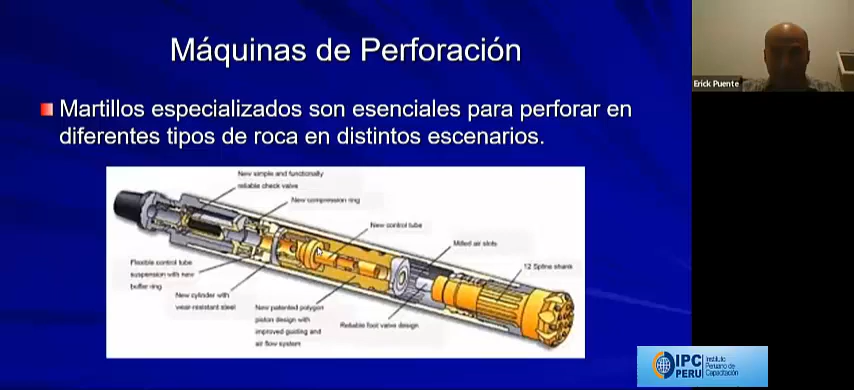 Máquinas de Perforación
Martillos especializados son esenciales para perforar en
diferentes tipos de roca en distintos escenarios.
New simple and functionally
reliable check valve
New compression ring
New control tube
Milled air slots
12 Spline shank
Flexible control tube
suspension with new
buffer ring
New cylinder with
wear-resistant steel
New patented polygon
piston design with
improved guiding and
air flow system
Reliable foot valve design
Erick Puente
IPC
PERU
Instituto
Peruano de
Capacitación